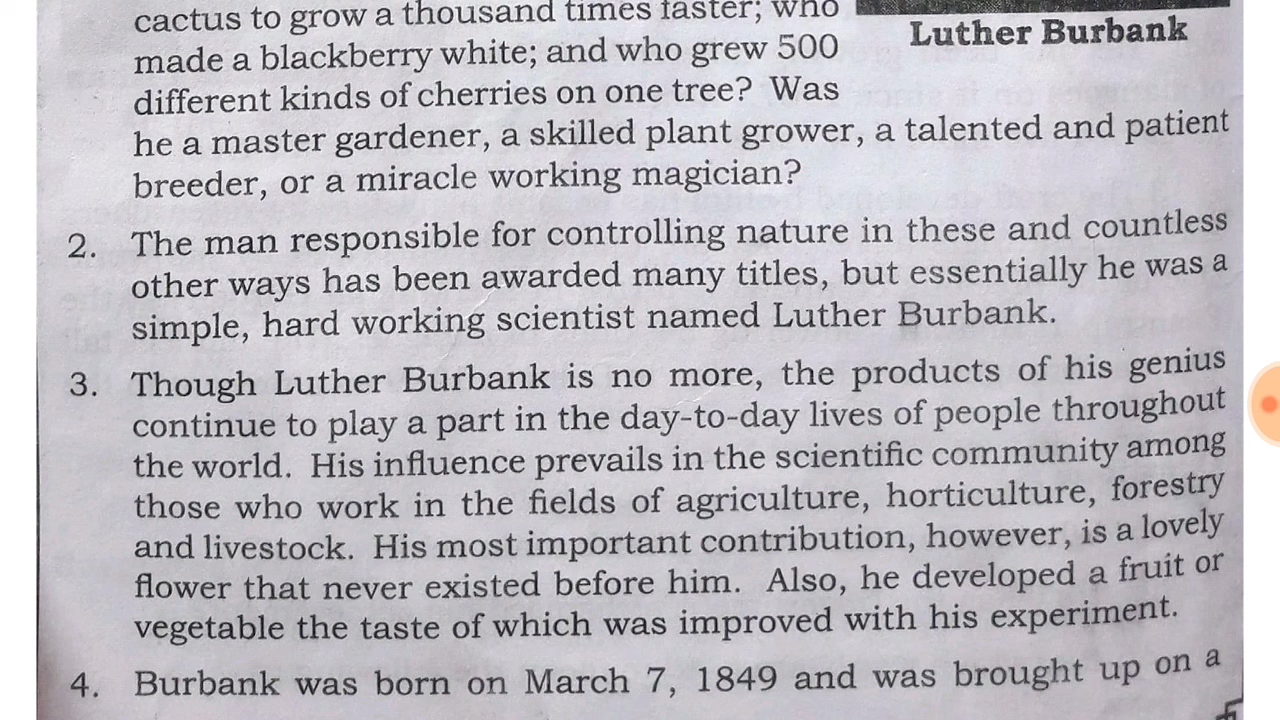 cactus to grow a thousand times faster; who
Luther Burbank
made a blackberry white; and who grew 500
different kinds of cherries on one tree? Was
he a master gardener, a skilled plant grower, a talented and patient
breeder, or a miracle working magician?
2. The man responsible for controlling nature in these and countless
other ways has been awarded many titles, but essentially he was a
simple, hard working scientist named Luther Burbank.
3. Though Luther Burbank is no more, the products of his genius
continue to play a part in the day-to-day lives of people throughout
the world. His influence prevails in the scientific community among
those who work in the fields of agriculture, horticulture, forestry
and livestock. His most important contribution, however, is a lovely
flower that never existed before him. Also, he developed a fruit or
vegetable the taste of which was improved with his experiment.
4. Burbank was born on March 7, 1849 and was brought up on a